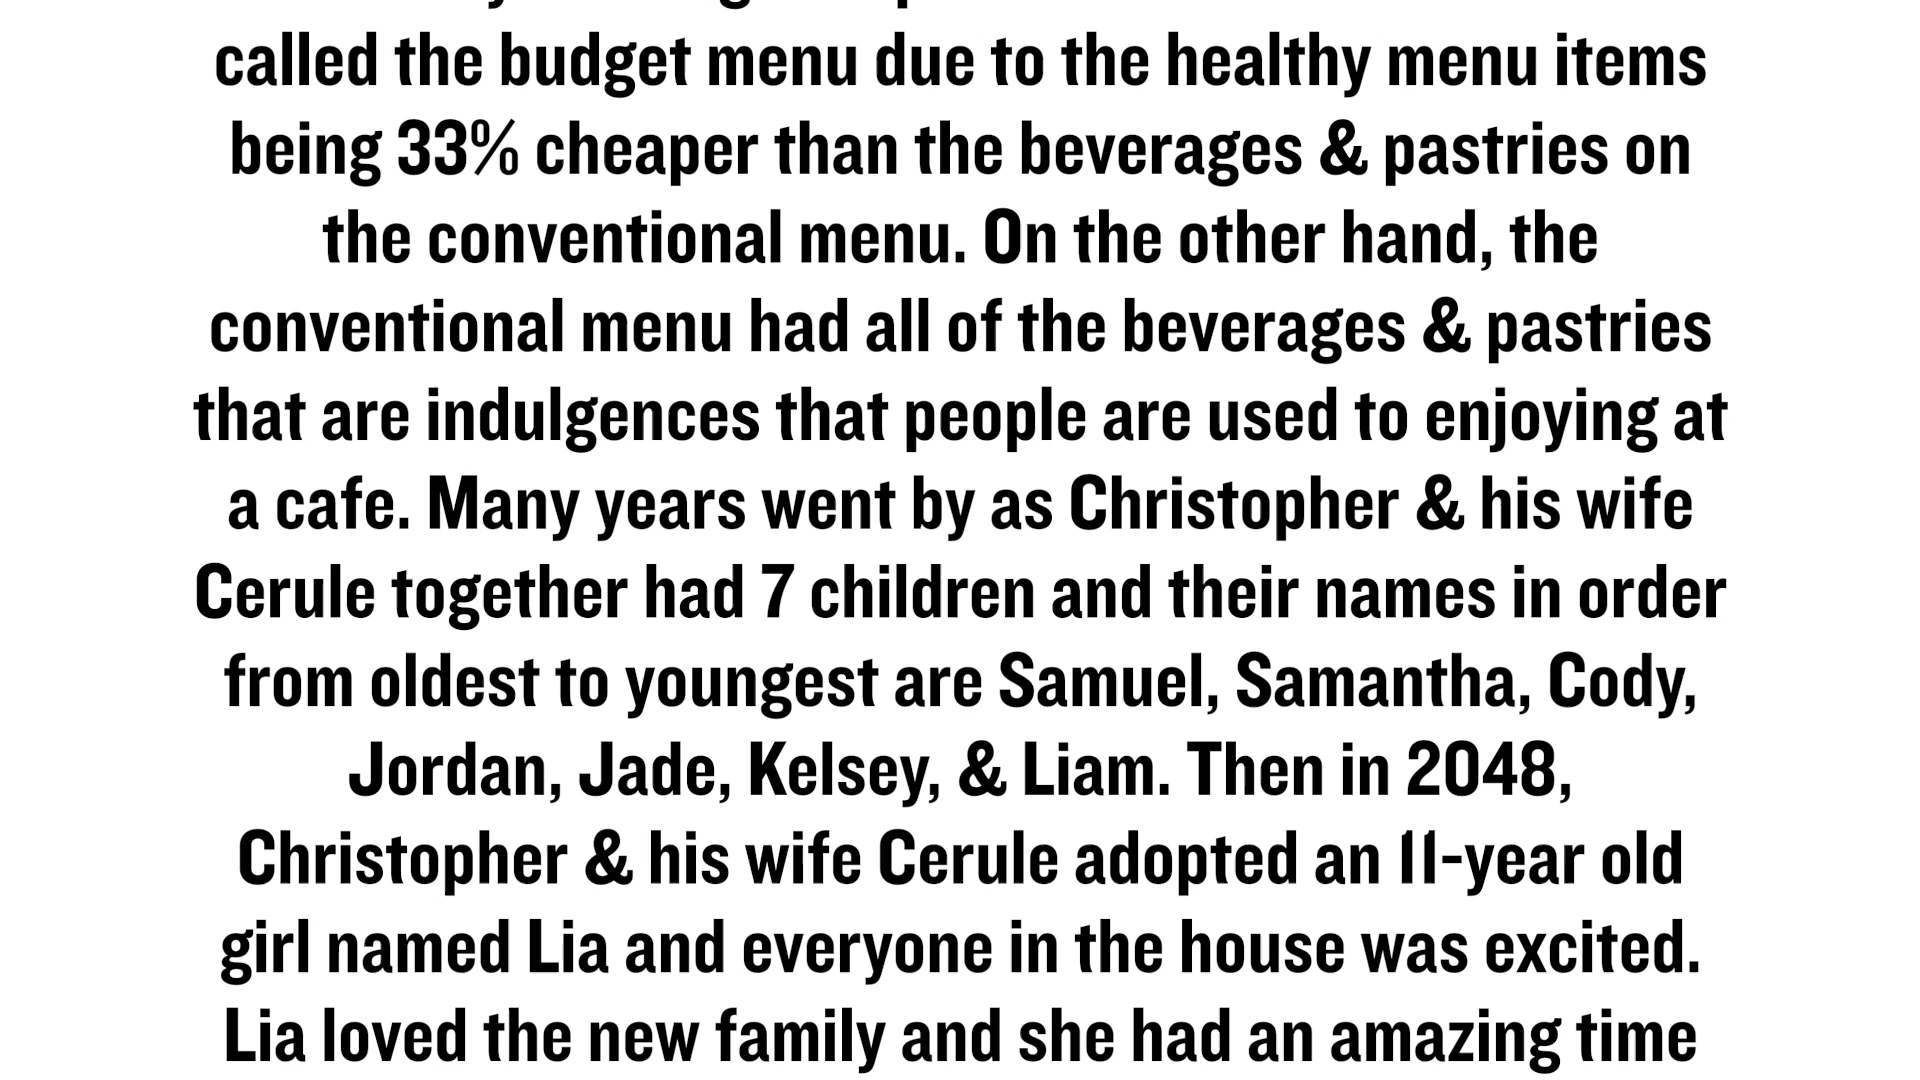 called the budget menu due to the healthy menu items
being 33% cheaper than the beverages & pastries on
the conventional menu. On the other hand, the
conventional menu had all of the beverages & pastries
that are indulgences that people are used to enjoying at
a cafe. Many years went by as Christopher & his wife
Cerule together had 7 children and their names in order
from oldest to youngest are Samuel, Samantha, Cody,
Jordan, Jade, Kelsey, & Liam. Then in 2048,
Christopher & his wife Cerule adopted an 11-year old
girl named Lia and everyone in the house was excited.
Lia loved the new family and she had an amazing time